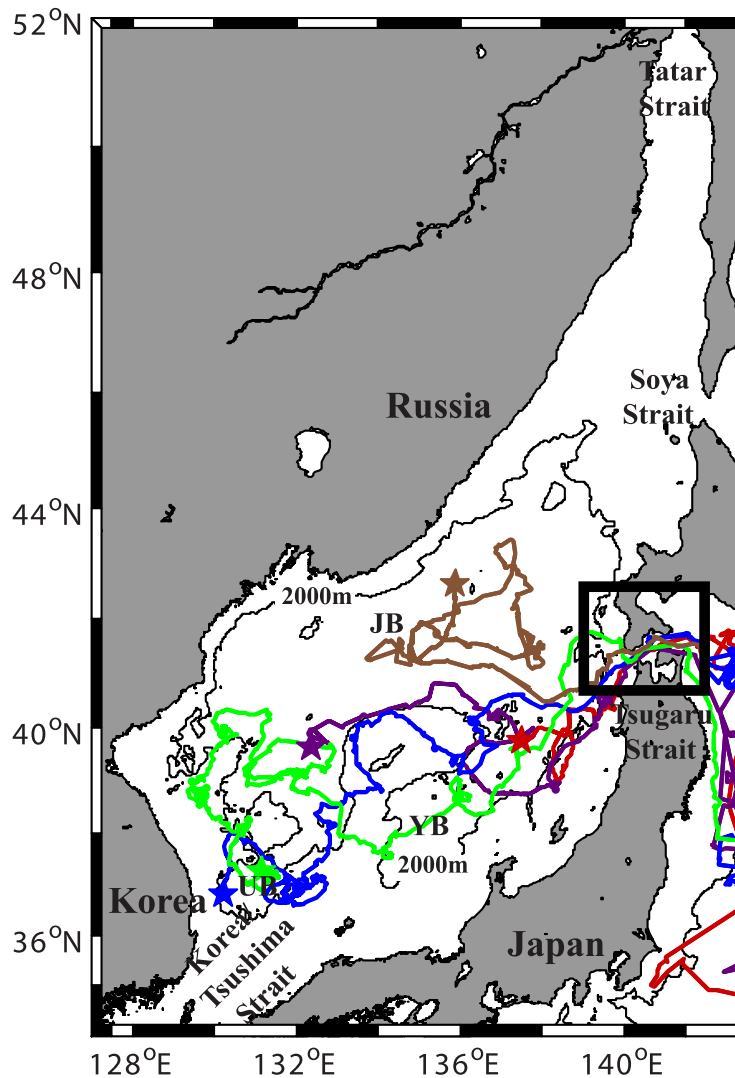 52°N
Tatar
Strait
48°N
Soya
Strait
Russia
44°N
2000m
JB
40°N
Tsugaru
Strait
YB
2000m
UB
Korea
Korea/
Tsushima
Strait
Japan
36°N
128°E
132°E
136°E
140°E